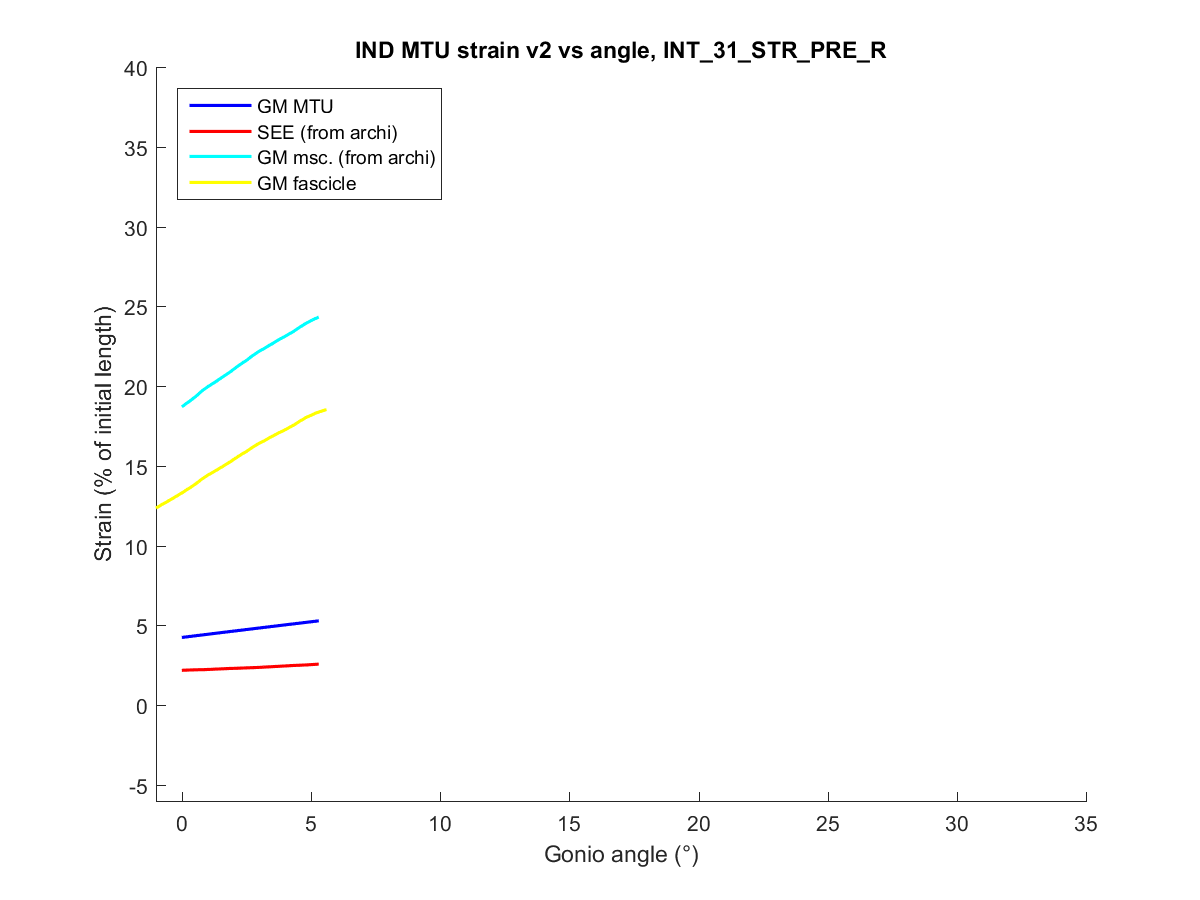 IND MTU strain v2 vs angle, INT_31_STR_PRE_R
GM MTU
SEE (from archi)
GM msc. (from archi)
GM fascicle
Strain (% of initial length)
40
35
30
25
20
15
10
5
0
-5
0 5 10 15 20 25 30 35
Gonio angle (°)